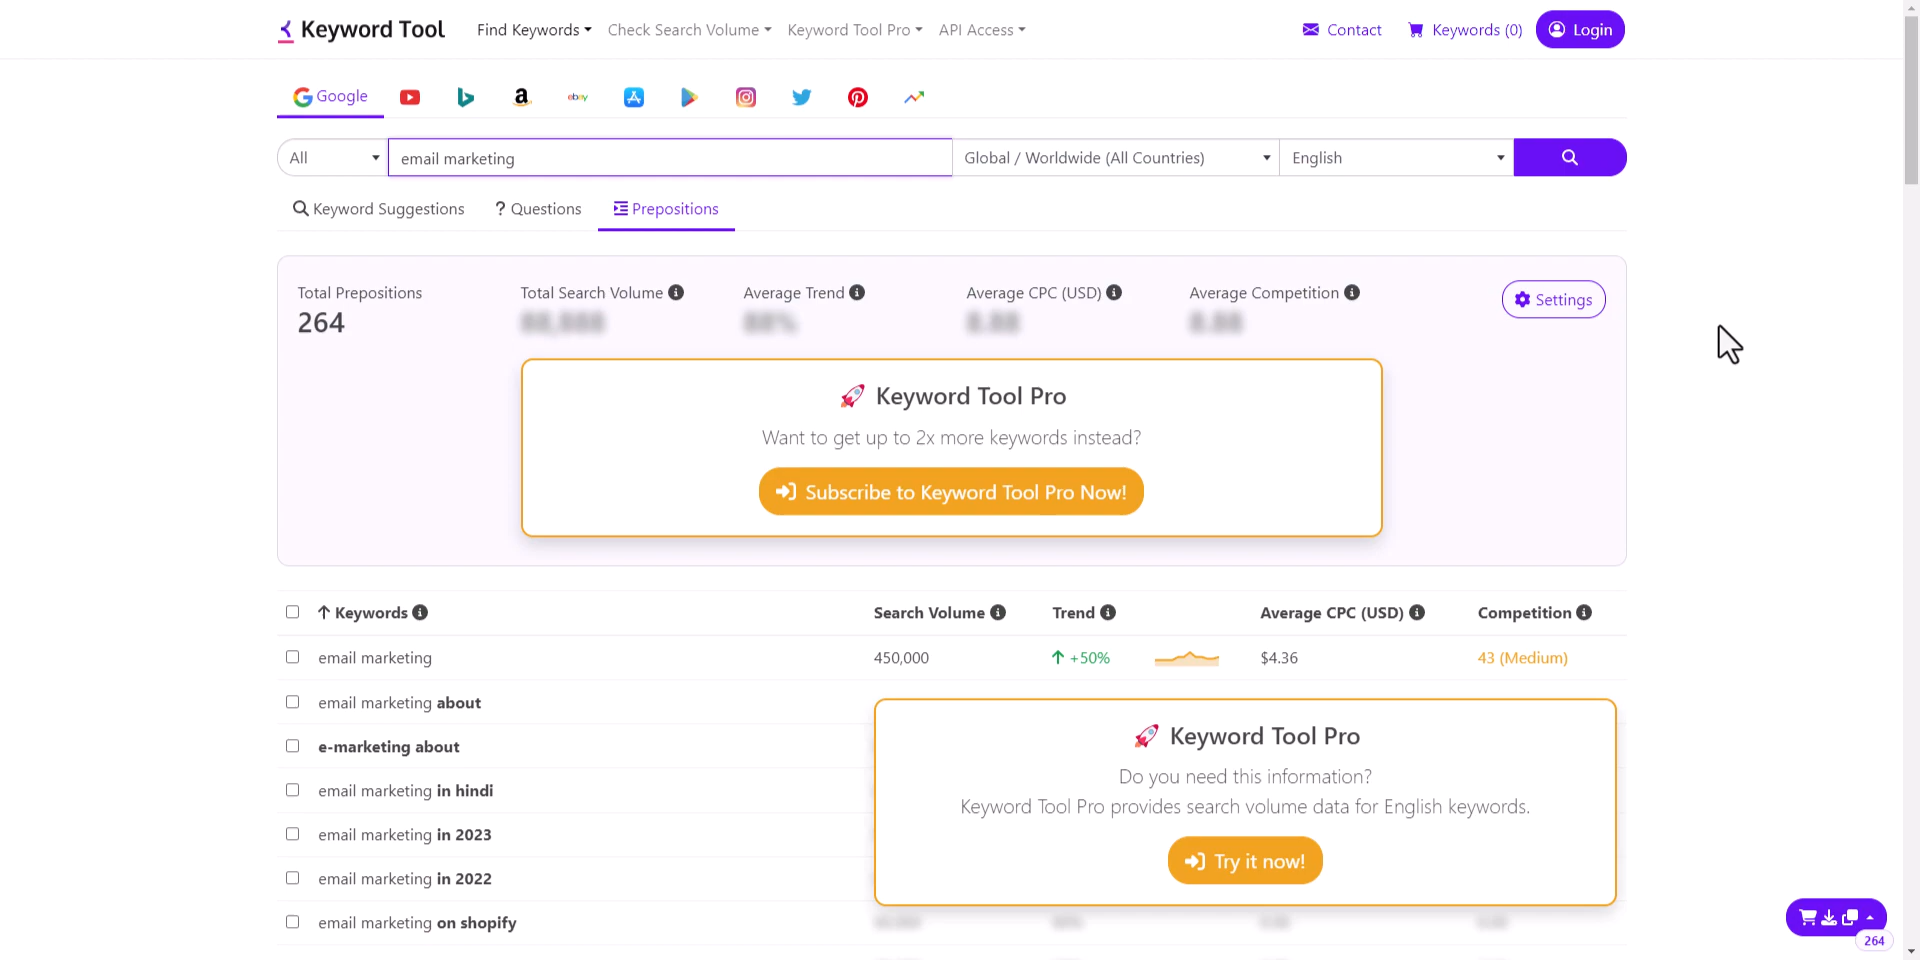 Keyword Tool
Find Keywords
Check Search Volume
Keyword Tool Pro
API Access
Contact
Keywords (0)
Login
Google
a
ebay
All
email marketing
Global / Worldwide (All Countries)
English
Keyword Suggestions
? Questions
Prepositions
Total Prepositions
264
Total Search Volume
Average Trend
Average CPC (USD)
Average Competition
Settings
Keyword Tool Pro
Want to get up to 2x more keywords instead?
Subscribe to Keyword Tool Pro Now!
Keywords
Search Volume
Trend
Average CPC (USD)
Competition
email marketing
450,000
+50%
$4.36
43 (Medium)
email marketing about
e-marketing about
email marketing in hindi
email marketing in 2023
email marketing in 2022
email marketing on shopify
Keyword Tool Pro
Do you need this information?
Keyword Tool Pro provides search volume data for English keywords.
Try it now!
264